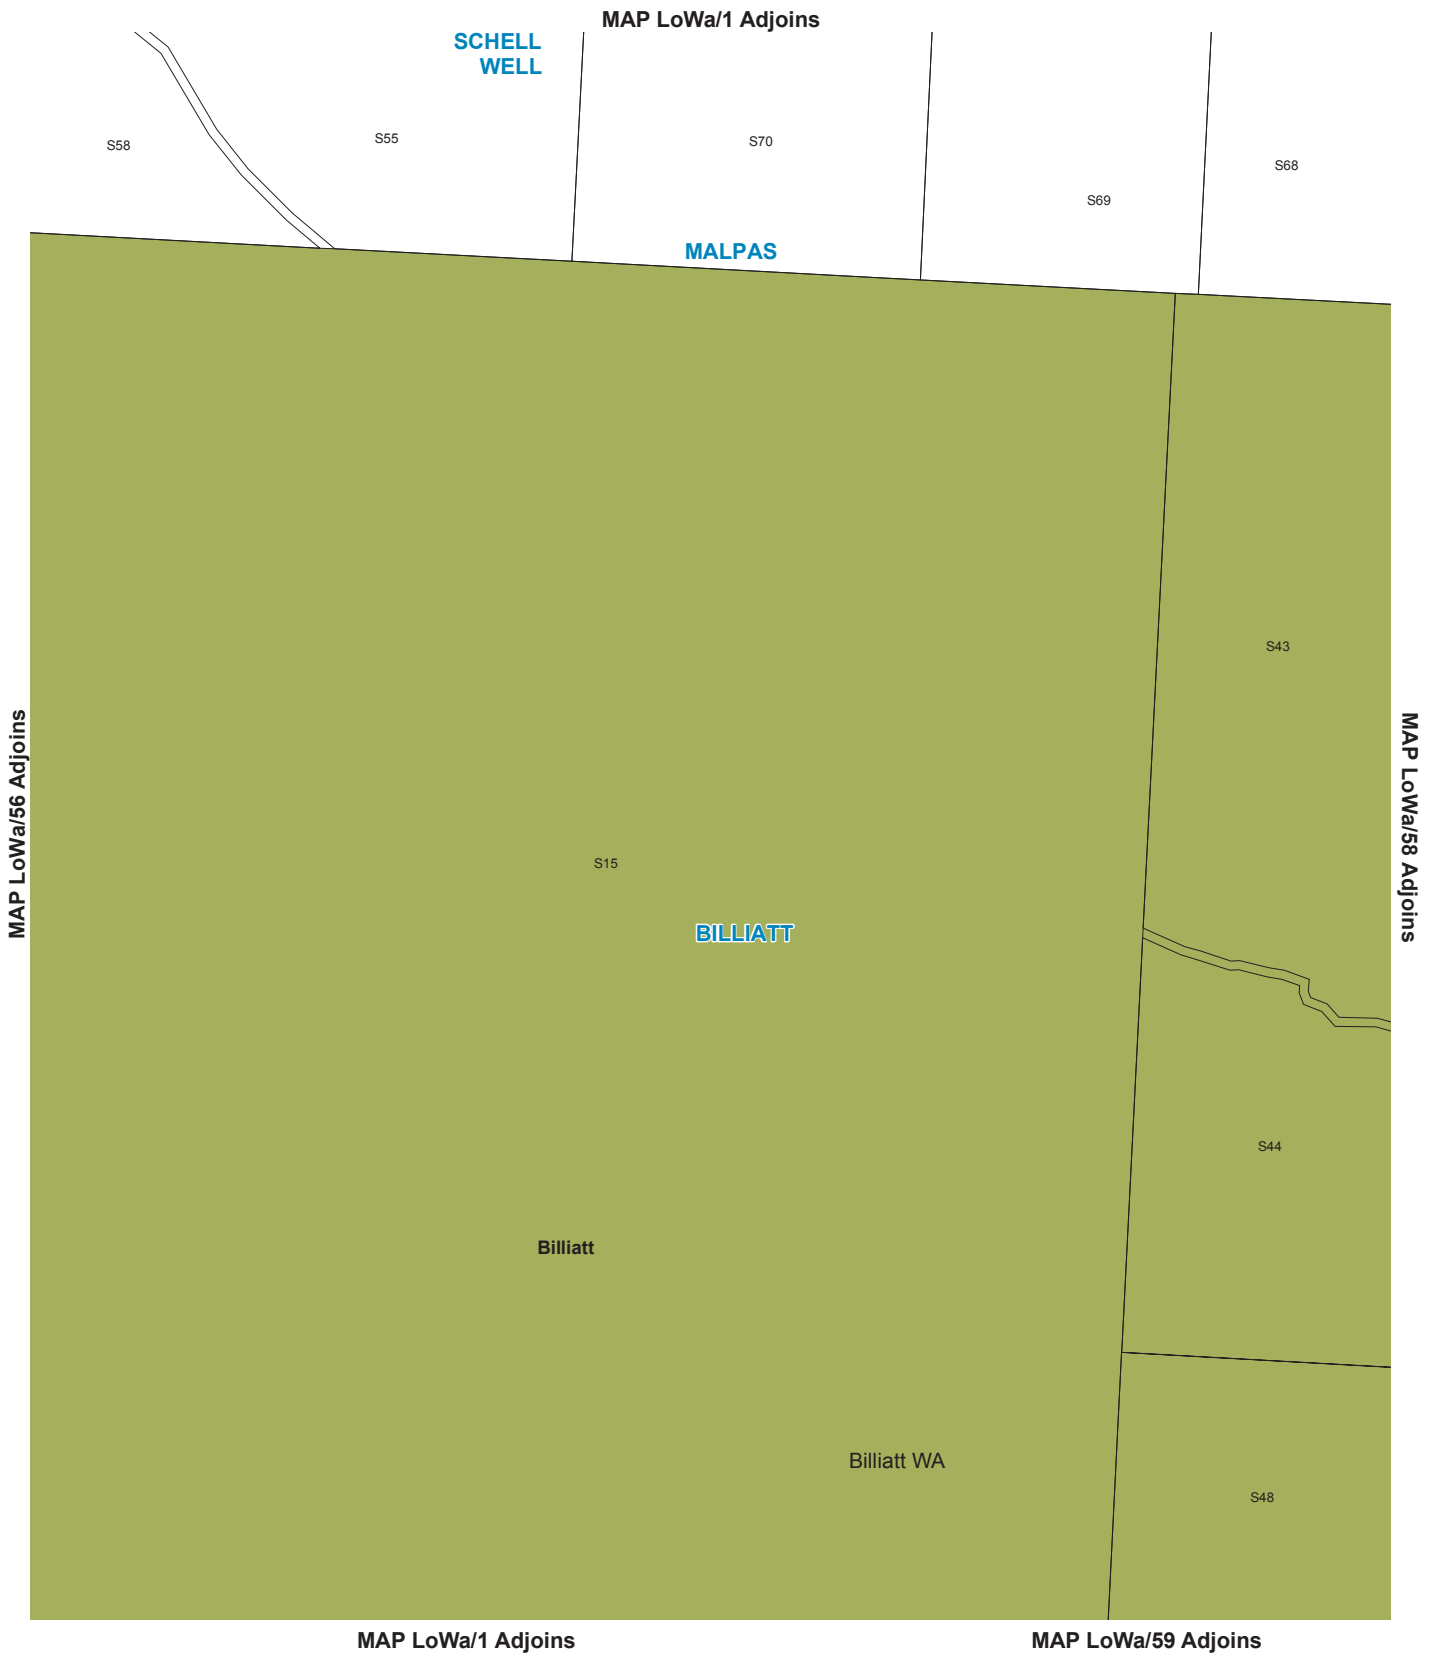 MAP LoWa/1 Adjoins
SCHELL
WELL
S58
S55
S70
S68
S69
MALPAS
S43
MAP LoWa/56 Adjoins
MAP LoWa/58 Adjoins
S15
BILLIATT
S44
Billiatt
Billiatt WA
S48
MAP LoWa/1 Adjoins
MAP LoWa/59 Adjoins